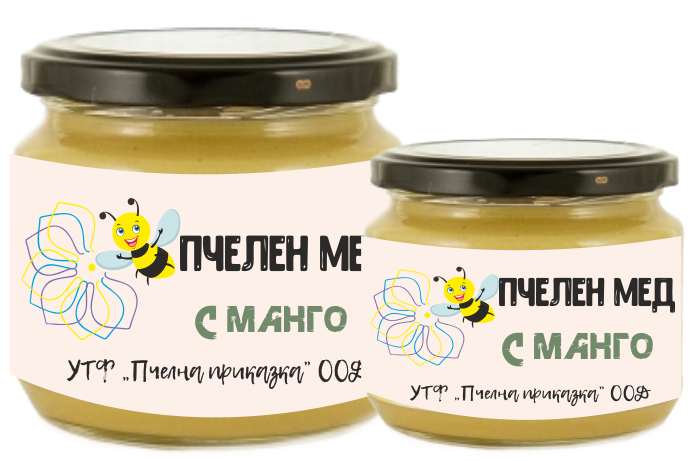 ПЧЕЛЕН МЕ
С МАНГО
УТФ „Пчелна приказка” ООД
ПЧЕЛЕН МЕД
С МАНГО
УТФ „Пчелна приказка” ООД